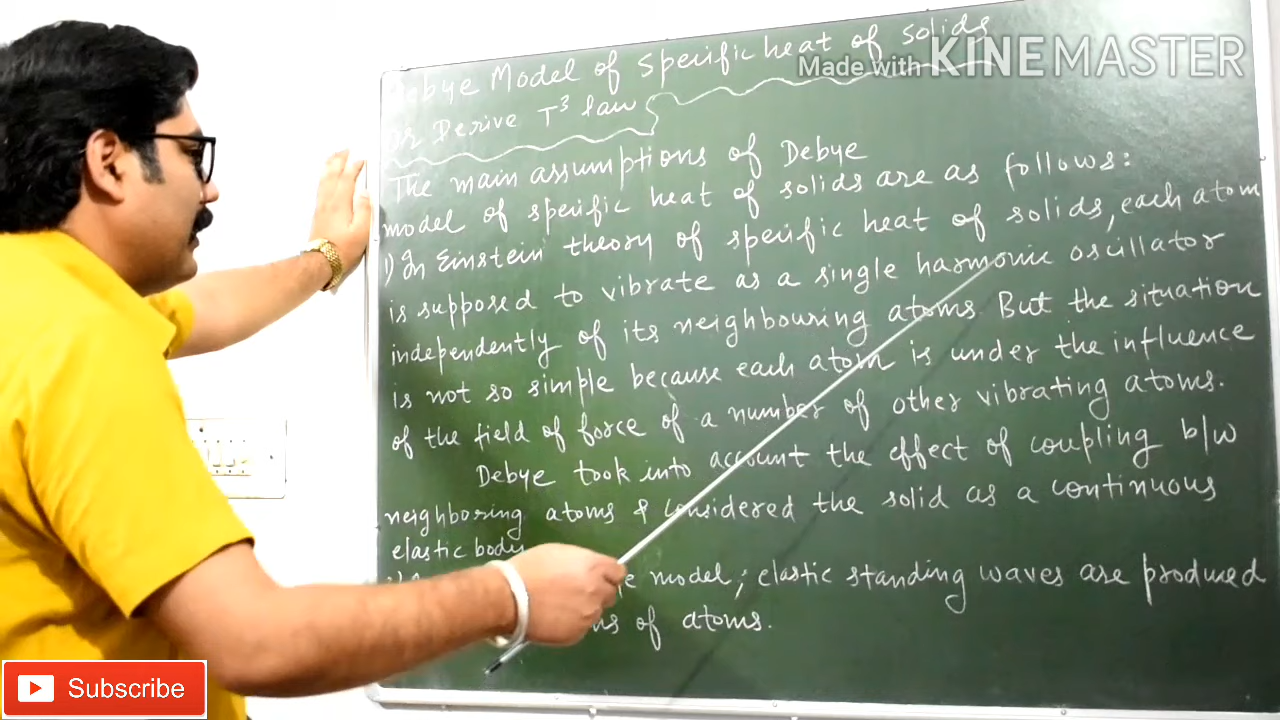 Debye Model of specific heat of solids
Or Derive T³ law
The main assumptions of Debye
model of specific heat of solids are as follows:
1) In Einstein theory of specific heat of solids, each atom
is supposed to vibrate as a single harmonic oscillator
independently of its neighbouring atoms. But the situation
is not so simple because each atom is under the influence
of the field of force of a number of other vibrating atoms.
Debye took into account the effect of coupling b/w
neighboring atoms & considered the solid as a continuous
elastic body
model; elastic standing waves are produced
of atoms.
Made with KINEMASTER
Subscribe